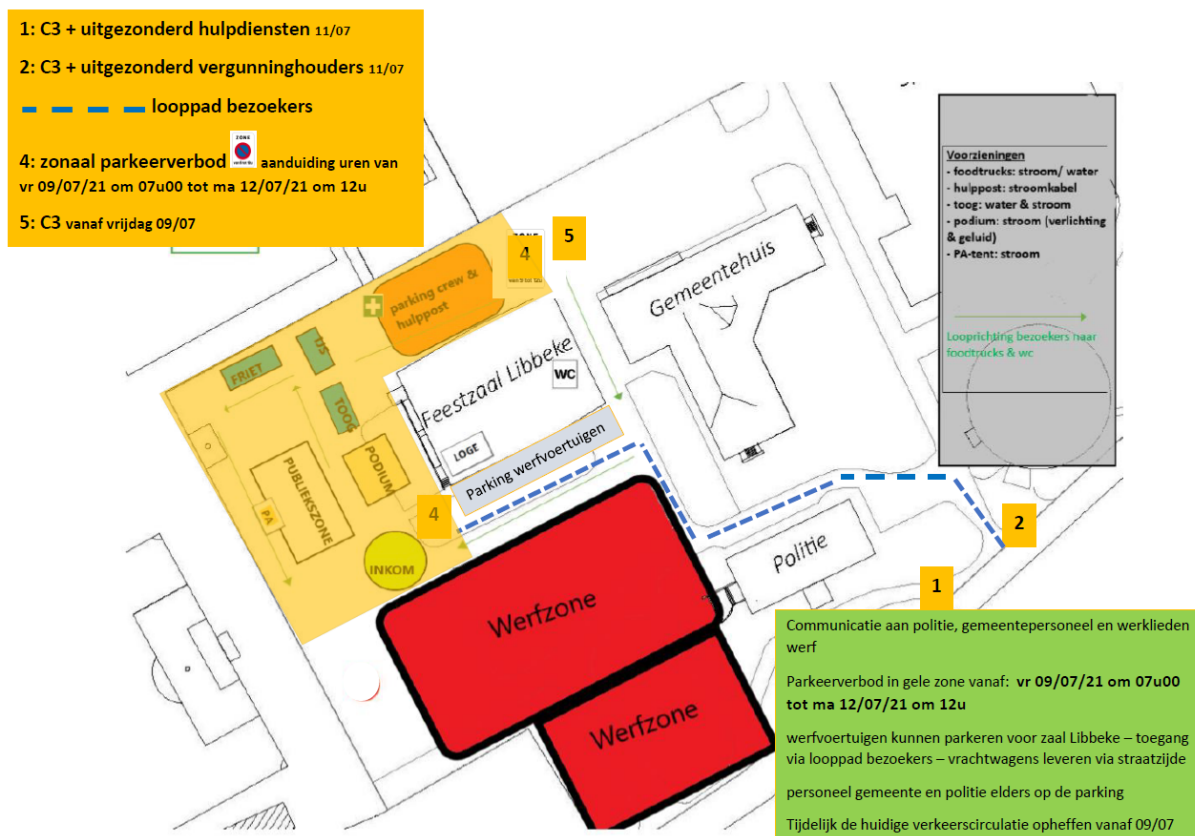 1: C3 + uitgezonderd hulpdiensten 11/07
2: C3 + uitgezonderd vergunninghouders 11/07
looppad bezoekers
4: zonaal parkeerverbod ZONE aanduiding uren van
vr 09/07/21 om 07u00 tot ma 12/07/21 om 12u
5: C3 vanaf vrijdag 09/07
Voorzieningen
- foodtrucks: stroom/ water
- hulppost: stroomkabel
- toog: water & stroom
- podium: stroom (verlichting
& geluid)
- PA-tent: stroom
Looprichting bezoekers naar
foodtrucks & wc
5
4
parking crew &
hulppost
Gemeentehuis
IJS
FRIET
TOOG
Feestzaal Libbeke
WC
LOGE
PODIUM
PUBLIEKSZONE
PA
Parking werfvoertuigen
4
INKOM
2
Politie
1
Werfzone
Werfzone
Communicatie aan politie, gemeentepersoneel en werklieden
werf
Parkeerverbod in gele zone vanaf: vr 09/07/21 om 07u00
tot ma 12/07/21 om 12u
werfvoertuigen kunnen parkeren voor zaal Libbeke – toegang
via looppad bezoekers – vrachtwagens leveren via straatzijde
personeel gemeente en politie elders op de parking
Tijdelijk de huidige verkeerscirculatie opheffen vanaf 09/07